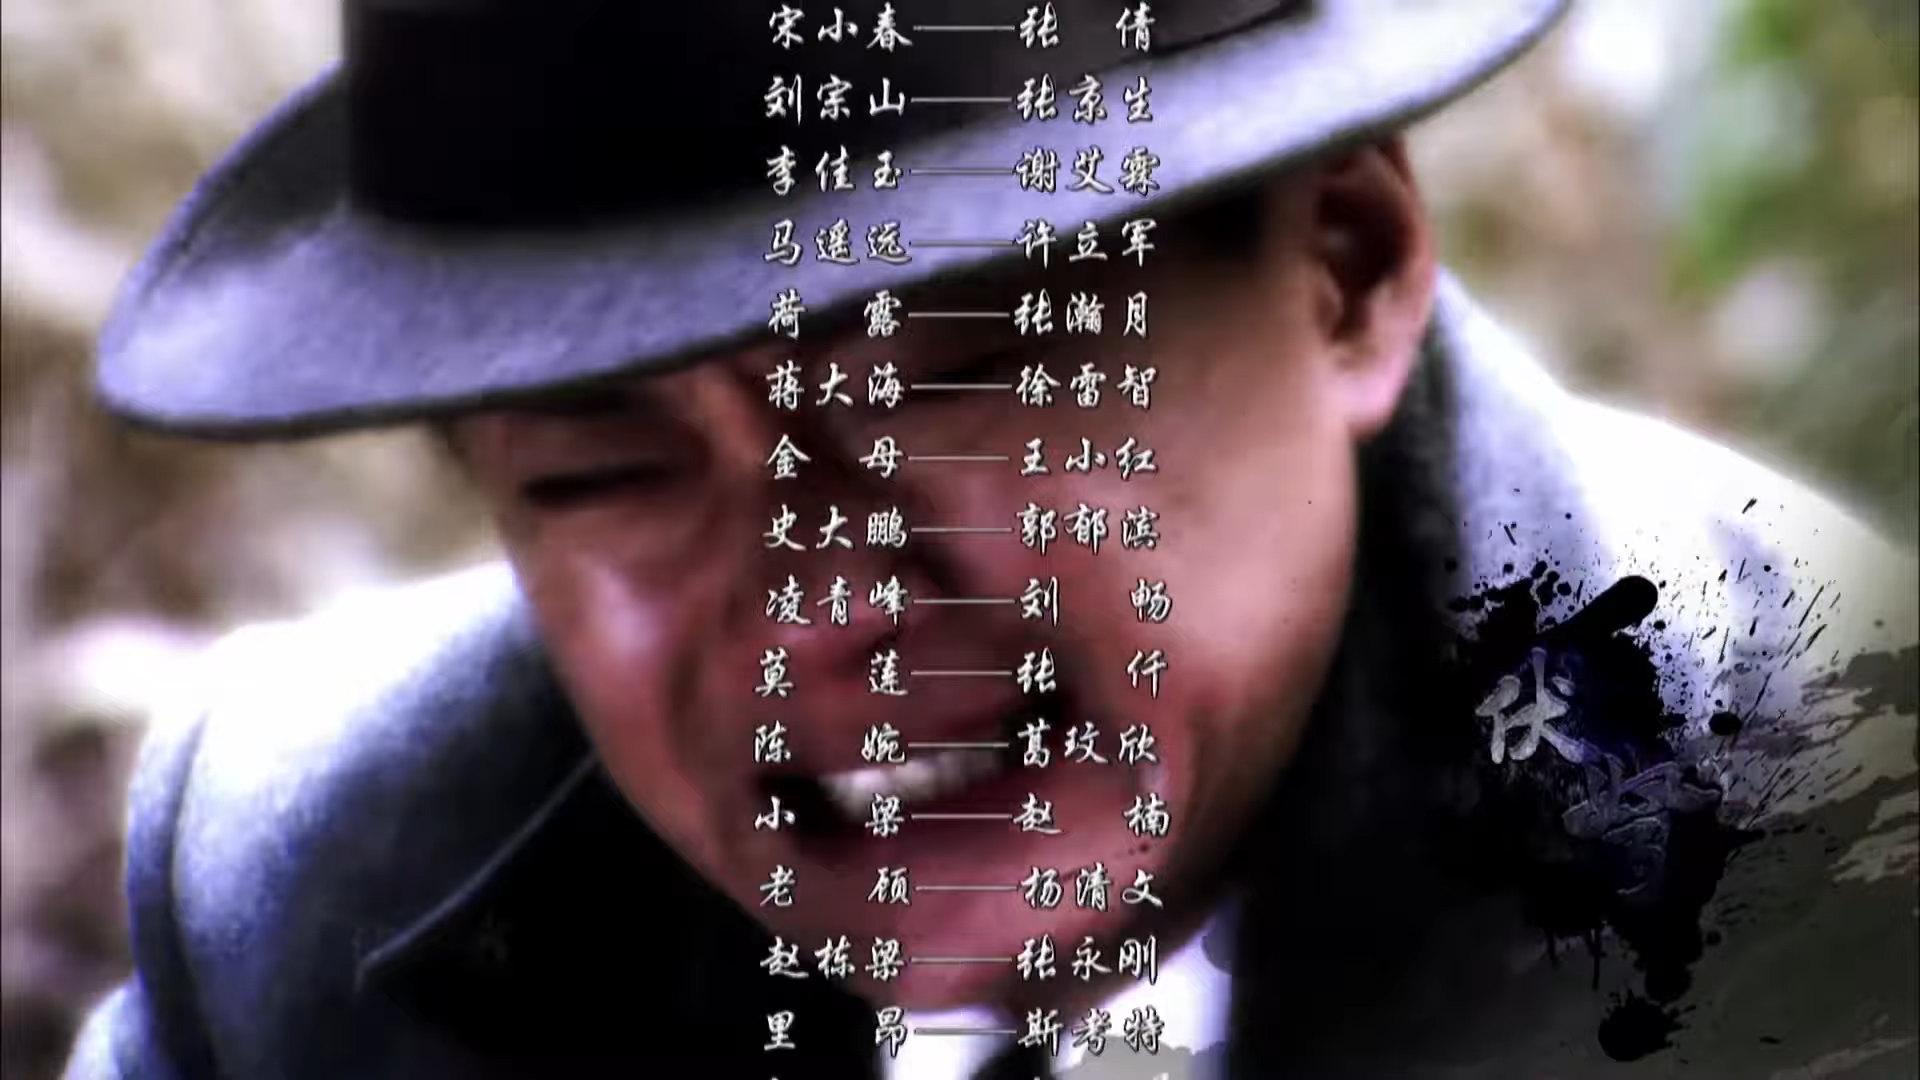 宋小春——张 倩
刘宗山——张京生
李佳玉——谢艾霖
马遥远——许立军
荷 露——张瀚月
蒋大海——徐雷智
金 母——王小红
史大鹏——郭郁滨
凌青峰——刘 畅
莫 莲——张 仟
陈 婉——葛玟欣
小 梁——赵 楠
老 顾——杨清文
赵栋梁——张永刚
里 昂——斯考特
伏